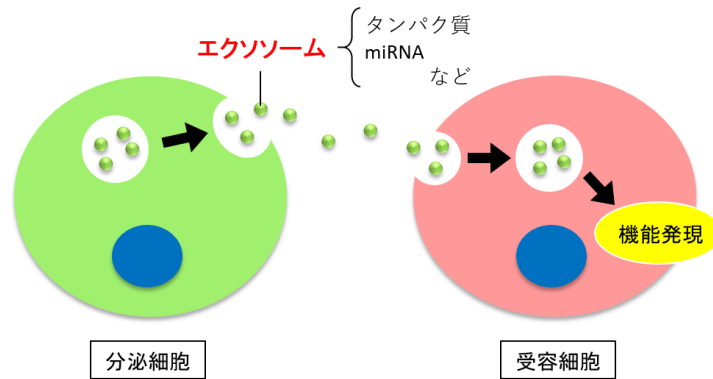 エクソソーム
タンパク質
miRNA
など
機能発現
分泌細胞
受容細胞